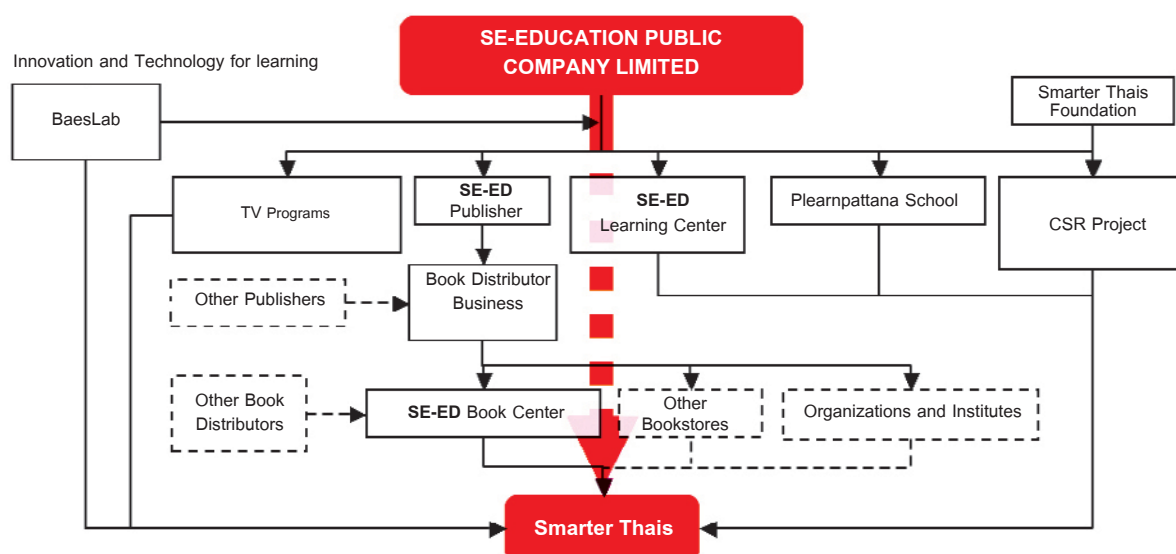 SE-EDUCATION PUBLIC
COMPANY LIMITED
Innovation and Technology for learning
BaesLab
Smarter Thais
Foundation
TV Programs
SE-ED
Publisher
SE-ED
Learning Center
Plearnpattana School
CSR Project
Other Publishers
Book Distributor
Business
Other Book
Distributors
SE-ED Book Center
Other
Bookstores
Organizations and Institutes
Smarter Thais